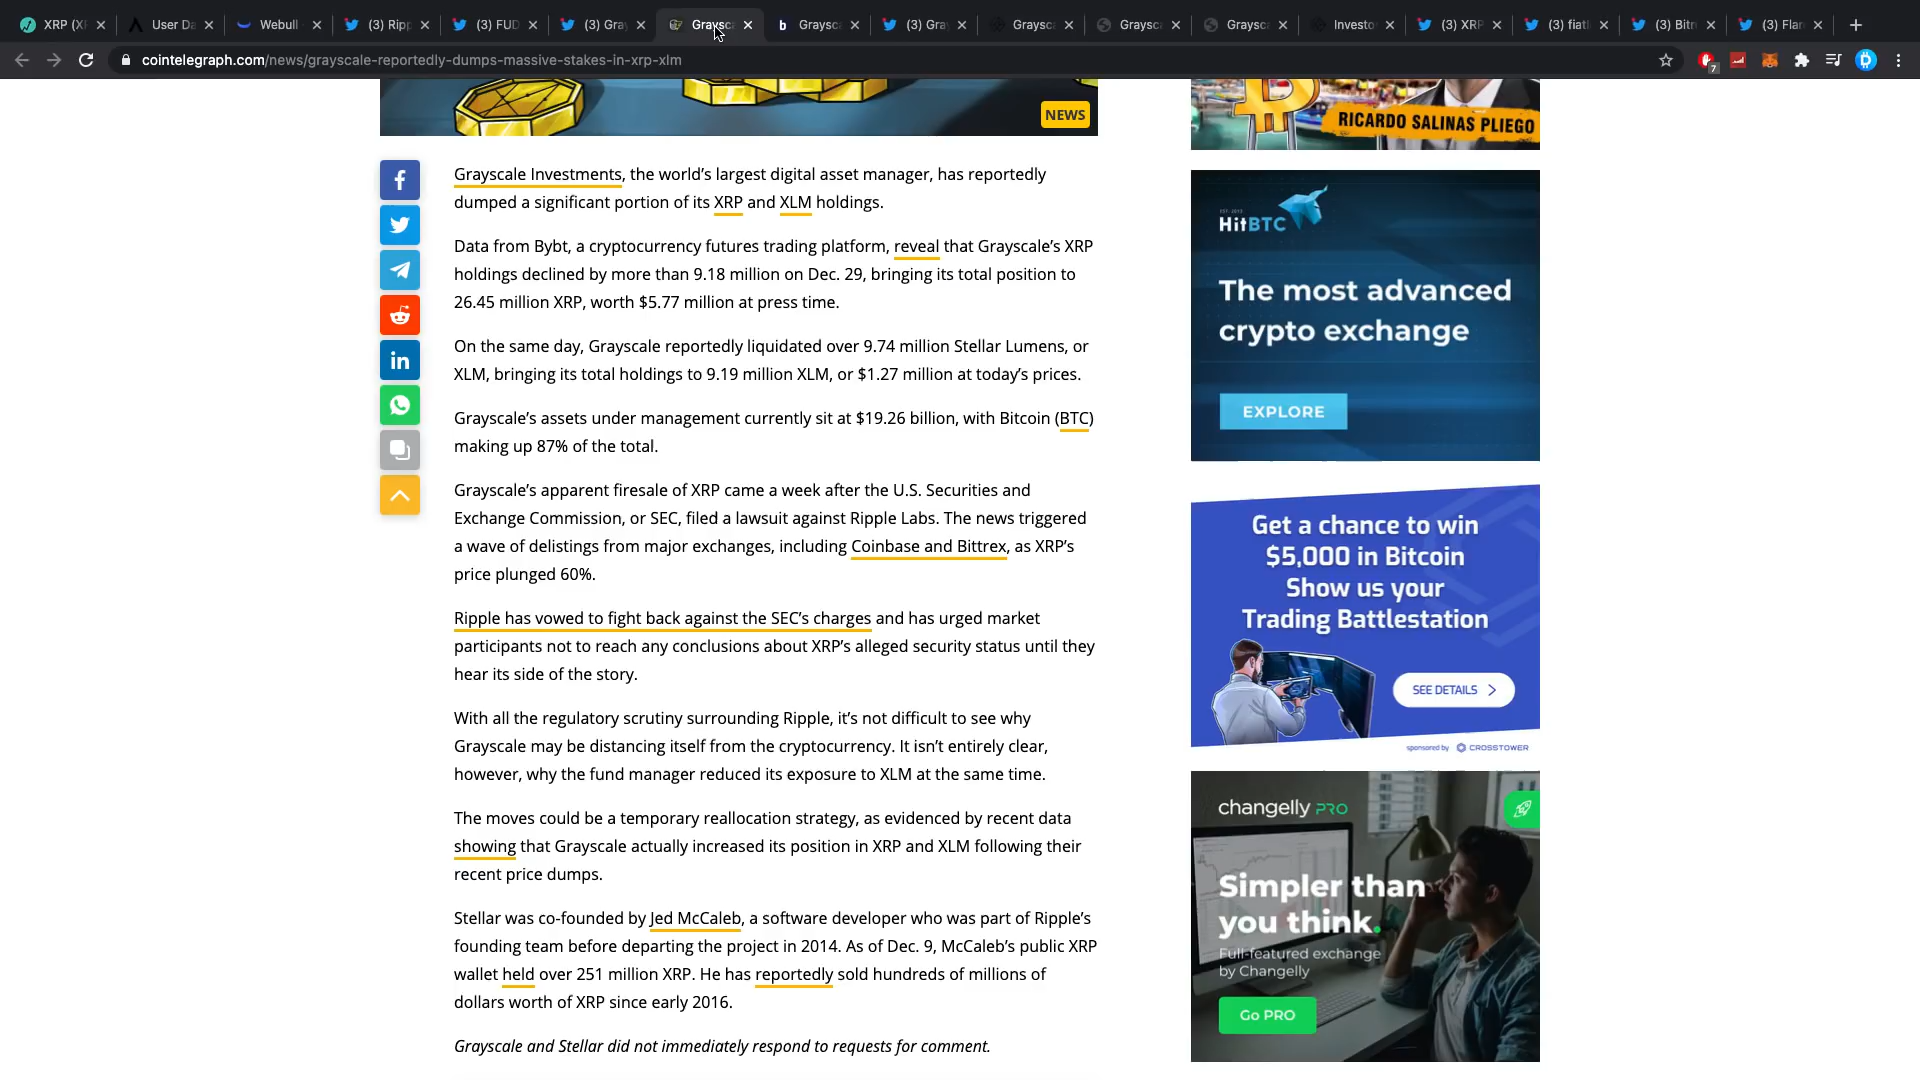 XRP (X
User Da
Webull
(3) Rip
(3) FUD
(3) Gra
Graysc
Graysc
(3) Gra
Graysc
Graysc
Graysc
Investo
(3) XRP
(3) fiatl
(3) Bitr
(3) Flar
cointelegraph.com/news/grayscale-reportedly-dumps-massive-stakes-in-xrp-xlm
7
NEWS
Grayscale Investments, the world’s largest digital asset manager, has reportedly
dumped a significant portion of its XRP and XLM holdings.
Data from Bybt, a cryptocurrency futures trading platform, reveal that Grayscale’s XRP
holdings declined by more than 9.18 million on Dec. 29, bringing its total position to
26.45 million XRP, worth $5.77 million at press time.
On the same day, Grayscale reportedly liquidated over 9.74 million Stellar Lumens, or
XLM, bringing its total holdings to 9.19 million XLM, or $1.27 million at today’s prices.
Grayscale’s assets under management currently sit at $19.26 billion, with Bitcoin (BTC)
making up 87% of the total.
Grayscale’s apparent firesale of XRP came a week after the U.S. Securities and
Exchange Commission, or SEC, filed a lawsuit against Ripple Labs. The news triggered
a wave of delistings from major exchanges, including Coinbase and Bittrex, as XRP’s
price plunged 60%.
Ripple has vowed to fight back against the SEC’s charges and has urged market
participants not to reach any conclusions about XRP’s alleged security status until they
hear its side of the story.
With all the regulatory scrutiny surrounding Ripple, it’s not difficult to see why
Grayscale may be distancing itself from the cryptocurrency. It isn’t entirely clear,
however, why the fund manager reduced its exposure to XLM at the same time.
The moves could be a temporary reallocation strategy, as evidenced by recent data
showing that Grayscale actually increased its position in XRP and XLM following their
recent price dumps.
Stellar was co-founded by Jed McCaleb, a software developer who was part of Ripple’s
founding team before departing the project in 2014. As of Dec. 9, McCaleb’s public XRP
wallet held over 251 million XRP. He has reportedly sold hundreds of millions of
dollars worth of XRP since early 2016.
Grayscale and Stellar did not immediately respond to requests for comment.
RICARDO SALINAS PLIEGO
HitBTC
The most advanced
crypto exchange
EXPLORE
Get a chance to win
$5,000 in Bitcoin
Show us your
Trading Battlestation
SEE DETAILS
sponsored by CROSSTOWER
changelly PRO
Simpler than
you think.
Full-featured exchange
by Changelly
Go PRO